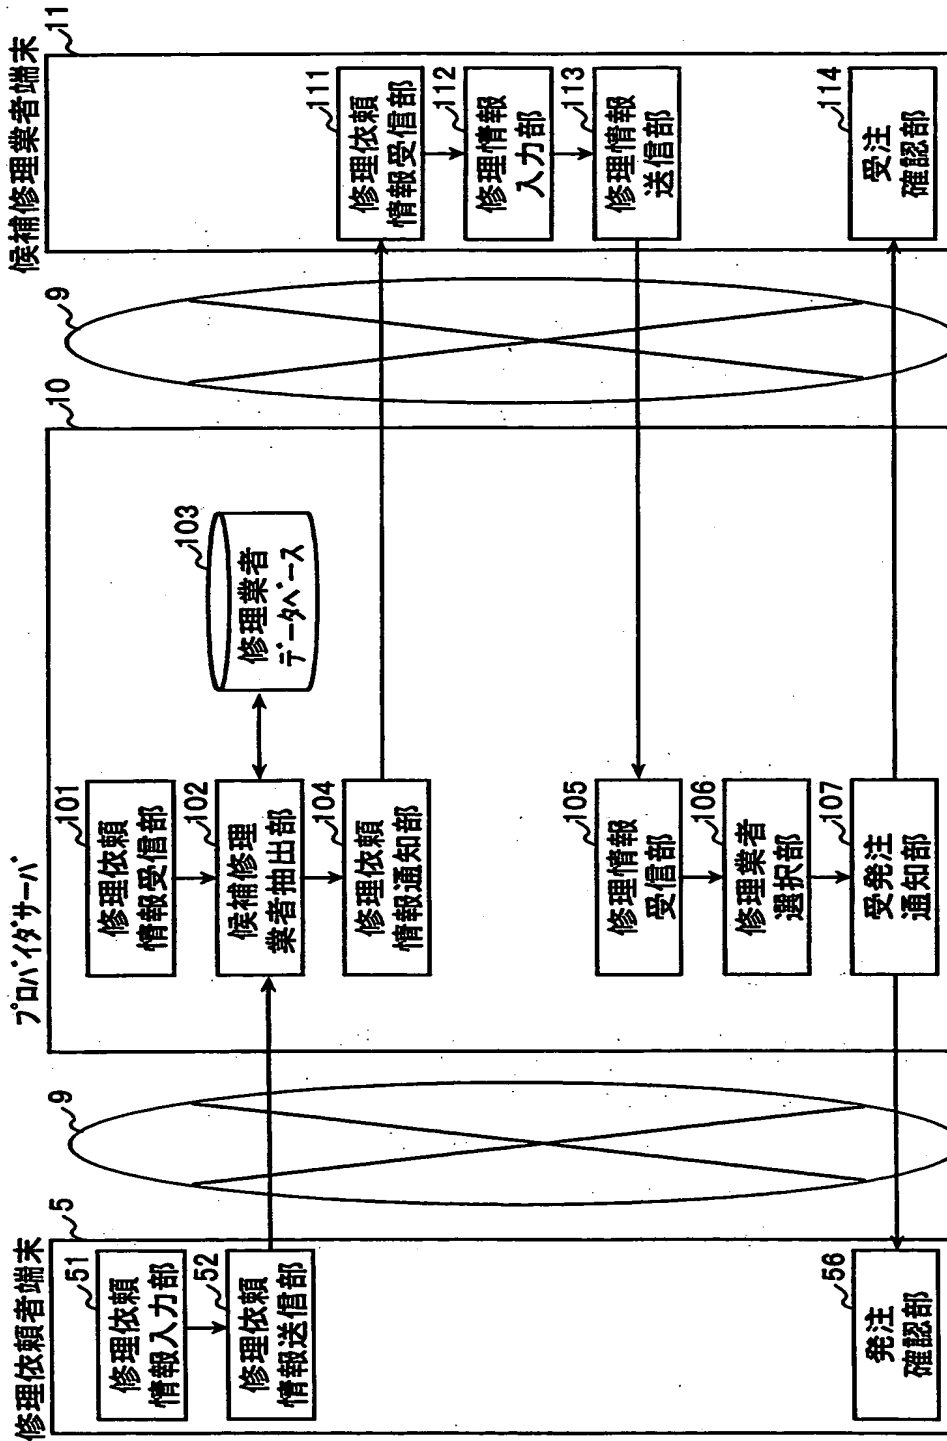 修理依頼者端末
5
51
修理依頼
情報入力部
52
修理依頼
情報送信部
56
発注
確認部
9
プロバイダサーバ
10
101
修理依頼
情報受信部
102
候補修理
業者抽出部
103
修理業者
データベース
104
修理依頼
情報通知部
105
修理情報
受信部
106
修理業者
選択部
107
受発注
通知部
9
候補修理業者端末
11
111
修理依頼
情報受信部
112
修理情報
入力部
113
修理情報
送信部
114
受注
確認部